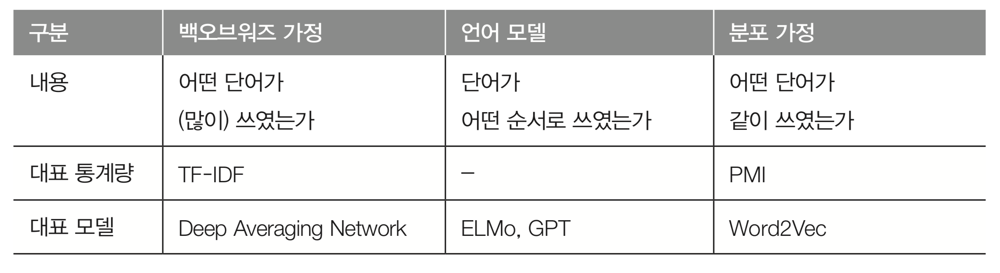 구분 백오브워즈 가정 언어 모델 분포 가정
내용 어떤 단어가 단어가 어떤 단어가
(많이) 쓰였는가 어떤 순서로 쓰였는가 같이 쓰였는가
대표 통계량 TF-IDF – PMI
대표 모델 Deep Averaging Network ELMo, GPT Word2Vec